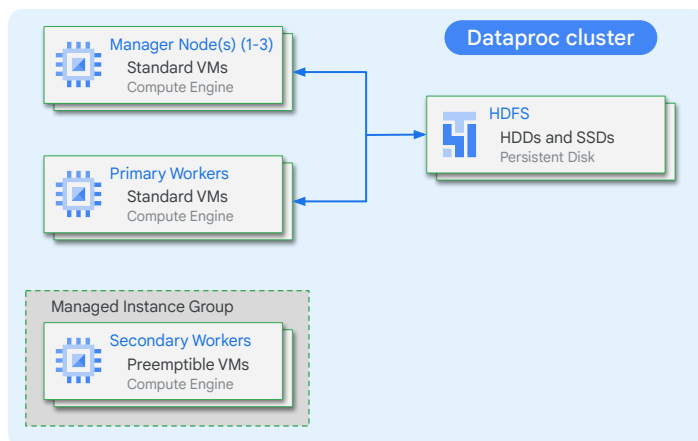 Dataproc cluster
Manager Node(s) (1-3)
Standard VMs
Compute Engine
HDFS
HDDs and SSDs
Persistent Disk
Primary Workers
Standard VMs
Compute Engine
Managed Instance Group
Secondary Workers
Preemptible VMs
Compute Engine